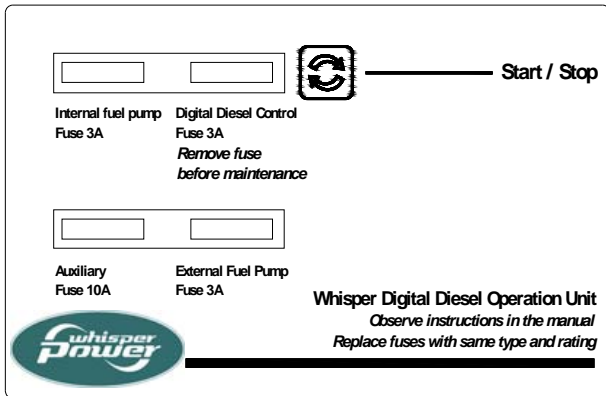 Start / Stop
Internal fuel pump
Fuse 3A
Digital Diesel Control
Fuse 3A
Remove fuse
before maintenance
Auxiliary
Fuse 10A
External Fuel Pump
Fuse 3A
Whisper Digital Diesel Operation Unit
Observe instructions in the manual
Replace fuses with same type and rating
whisper
power